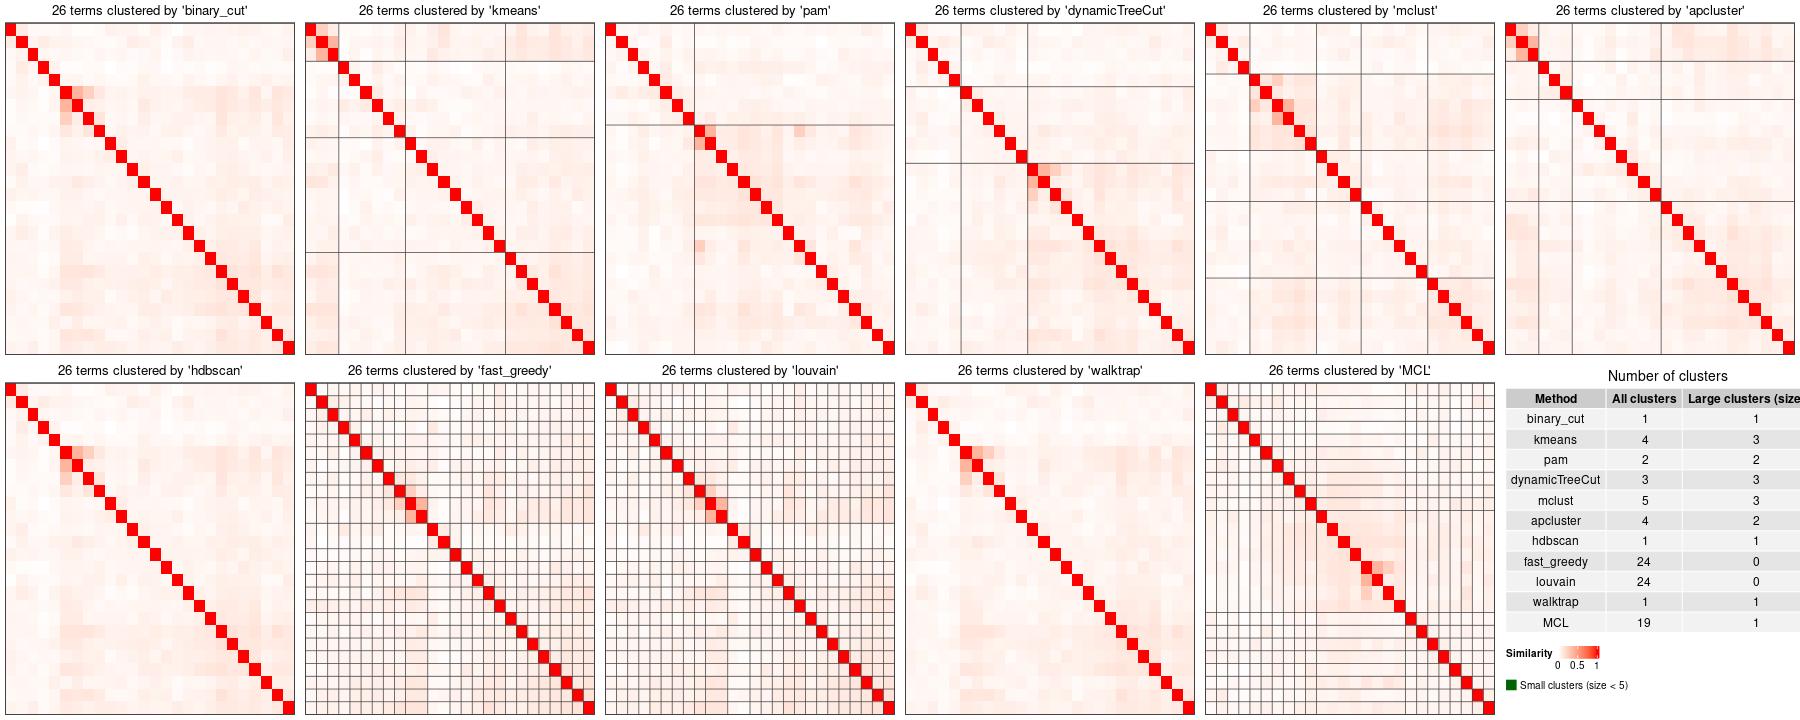 26 terms clustered by 'binary_cut'
26 terms clustered by 'kmeans'
26 terms clustered by 'pam'
26 terms clustered by 'dynamicTreeCut'
26 terms clustered by 'mclust'
26 terms clustered by 'apcluster'
26 terms clustered by 'hdbscan'
26 terms clustered by 'fast_greedy'
26 terms clustered by 'louvain'
26 terms clustered by 'walktrap'
26 terms clustered by 'MCL'
Number of clusters
Method All clusters Large clusters (size
binary_cut 1 1
kmeans 4 3
pam 2 2
dynamicTreeCut 3 3
mclust 5 3
apcluster 4 2
hdbscan 1 1
fast_greedy 24 0
louvain 24 0
walktrap 1 1
MCL 19 1
Similarity
0 0.5 1
Small clusters (size < 5)